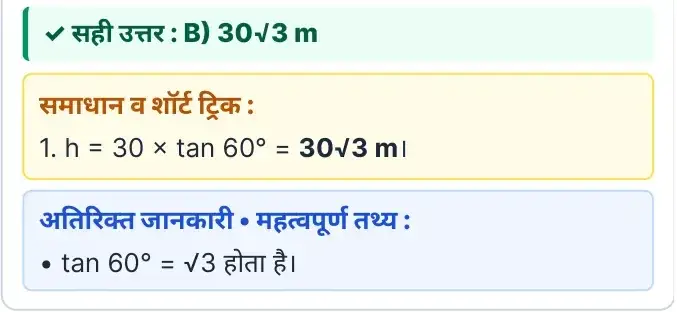 ✓ सही उत्तर : B) 30√3 m
समाधान व शॉर्ट ट्रिक :
1. h = 30 × tan 60° = 30√3 m।
अतिरिक्त जानकारी • महत्वपूर्ण तथ्य :
• tan 60° = √3 होता है।